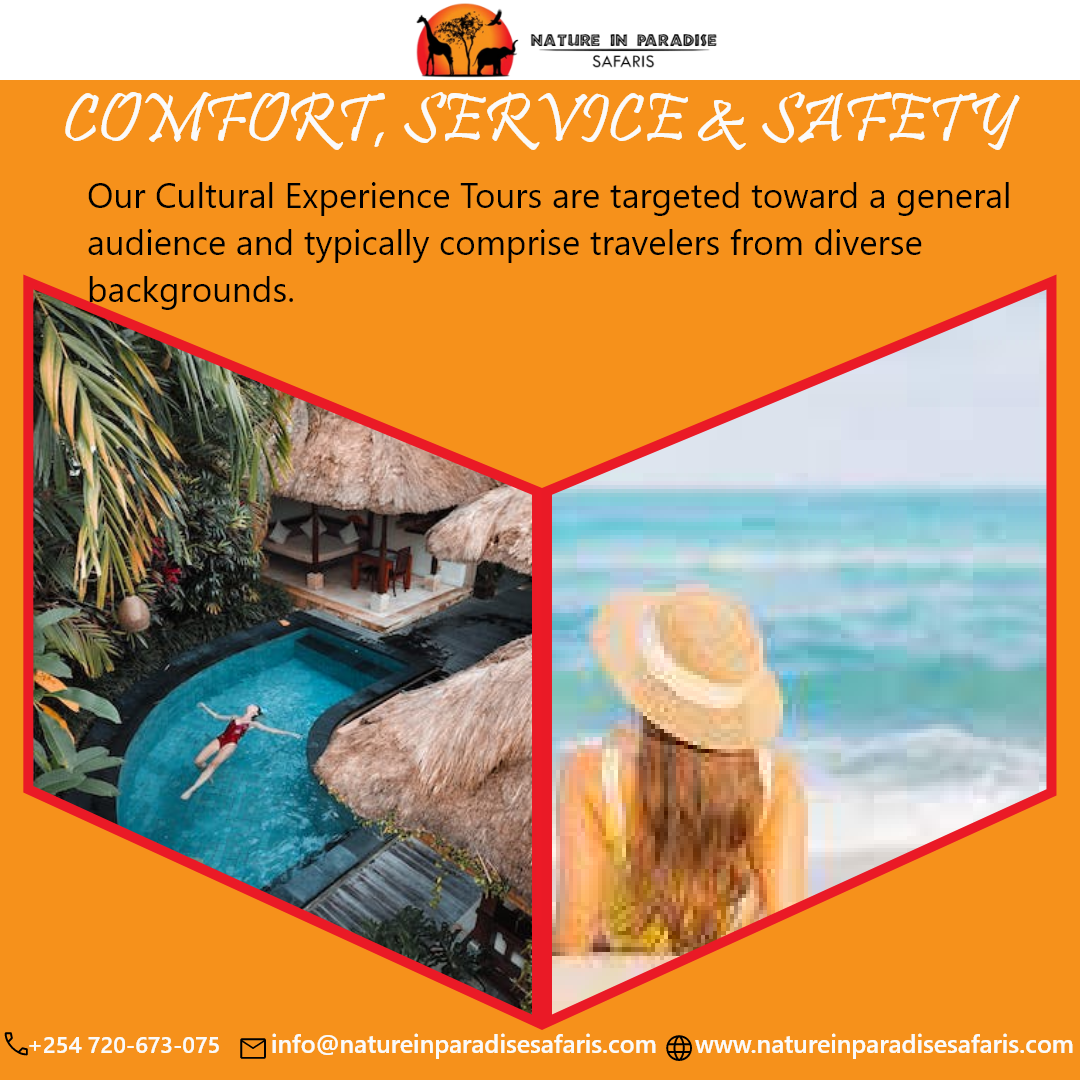 NATURE IN PARADISE
SAFARIS
COMFORT, SERVICE & SAFETY
Our Cultural Experience Tours are targeted toward a general
audience and typically comprise travelers from diverse
backgrounds.
+254 720-673-075 info@natureinparadisesafaris.com www.natureinparadisesafaris.com